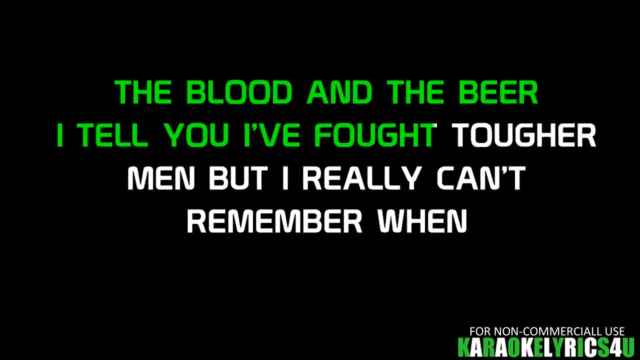 THE BLOOD AND THE BEER
I TELL YOU I'VE FOUGHT TOUGHER
MEN BUT I REALLY CAN'T
REMEMBER WHEN
FOR NON-COMMERCIALL USE
KARAOKELYRICS4U